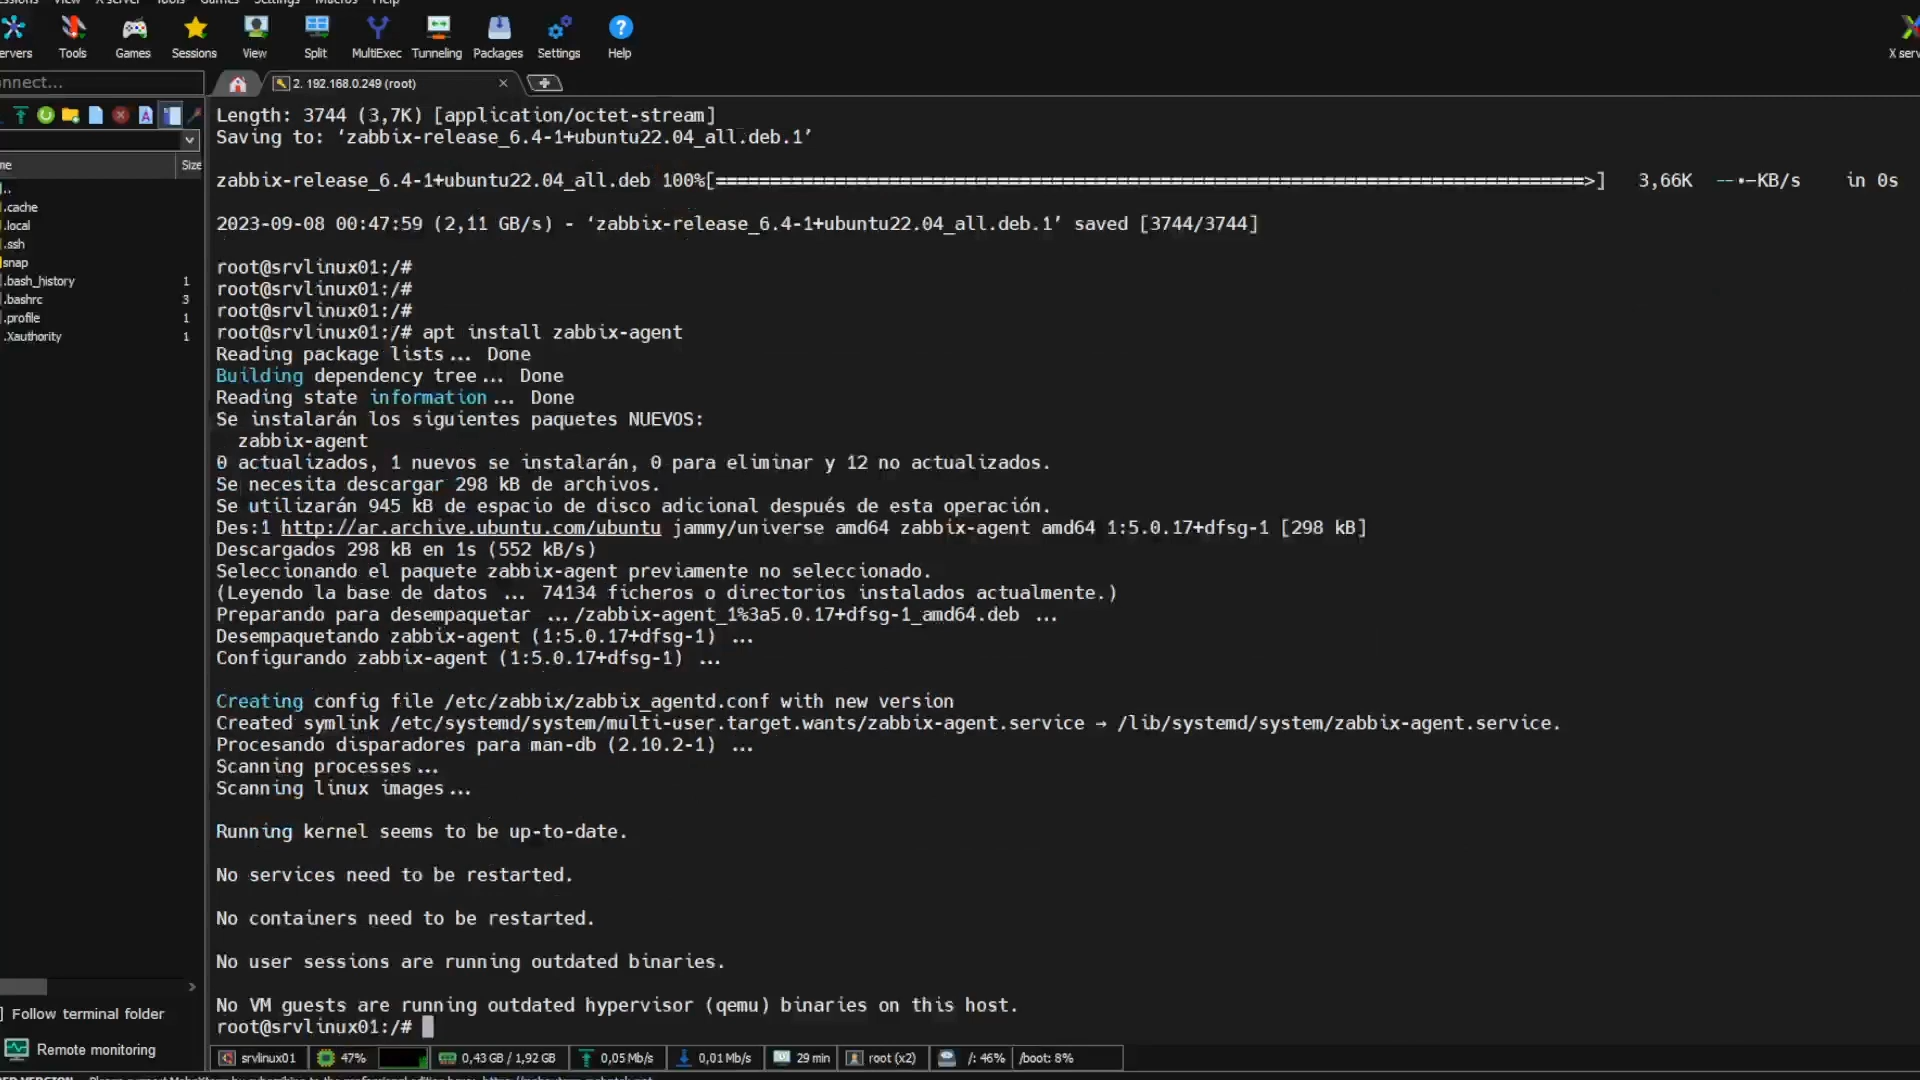 View
Games
Settings
Macros
Help
Tools
Games
Sessions
View
Split
MultiExec
Tunneling
Packages
Settings
Help
2. 192.168.0.249 (root)
Size
..
.cache
.local
.ssh
snap
.bash_history 1
.bashrc 3
.profile 1
.Xauthority 1
Length: 3744 (3,7K) [application/octet-stream]
Saving to: ‘zabbix-release_6.4-1+ubuntu22.04_all.deb.1’
zabbix-release_6.4-1+ubuntu22.04_all.deb 100%[================================================================================>] 3,66K --.-KB/s in 0s
2023-09-08 00:47:59 (2,11 GB/s) - ‘zabbix-release_6.4-1+ubuntu22.04_all.deb.1’ saved [3744/3744]
root@srvlinux01:/#
root@srvlinux01:/#
root@srvlinux01:/#
root@srvlinux01:/# apt install zabbix-agent
Reading package lists... Done
Building dependency tree... Done
Reading state information... Done
Se instalarán los siguientes paquetes NUEVOS:
zabbix-agent
0 actualizados, 1 nuevos se instalarán, 0 para eliminar y 12 no actualizados.
Se necesita descargar 298 kB de archivos.
Se utilizarán 945 kB de espacio de disco adicional después de esta operación.
Des:1 http://ar.archive.ubuntu.com/ubuntu jammy/universe amd64 zabbix-agent amd64 1:5.0.17+dfsg-1 [298 kB]
Descargados 298 kB en 1s (552 kB/s)
Seleccionando el paquete zabbix-agent previamente no seleccionado.
(Leyendo la base de datos ... 74134 ficheros o directorios instalados actualmente.)
Preparando para desempaquetar .../zabbix-agent_1%3a5.0.17+dfsg-1_amd64.deb ...
Desempaquetando zabbix-agent (1:5.0.17+dfsg-1) ...
Configurando zabbix-agent (1:5.0.17+dfsg-1) ...
Creating config file /etc/zabbix/zabbix_agentd.conf with new version
Created symlink /etc/systemd/system/multi-user.target.wants/zabbix-agent.service → /lib/systemd/system/zabbix-agent.service.
Procesando disparadores para man-db (2.10.2-1) ...
Scanning processes...
Scanning linux images...
Running kernel seems to be up-to-date.
No services need to be restarted.
No containers need to be restarted.
No user sessions are running outdated binaries.
No VM guests are running outdated hypervisor (qemu) binaries on this host.
root@srvlinux01:/#
Follow terminal folder
Remote monitoring
srvlinux01
47%
0,43 GB / 1,92 GB
0,05 Mb/s
0,01 Mb/s
29 min
root (x2)
/: 46%
/boot: 8%